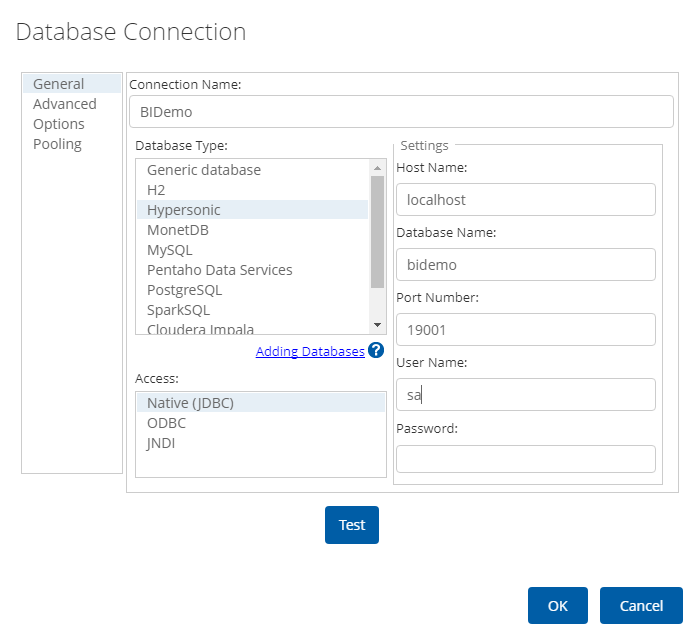 Database Connection
General
Advanced
Options
Pooling
Connection Name:
BIDemo
Database Type:
Generic database
H2
Hypersonic
MonetDB
MySQL
Pentaho Data Services
PostgreSQL
SparkSQL
Cloudera Impala
Adding Databases ?
Access:
Native (JDBC)
ODBC
JNDI
Settings
Host Name:
localhost
Database Name:
bidemo
Port Number:
19001
User Name:
sa
Password:
Test
OK
Cancel